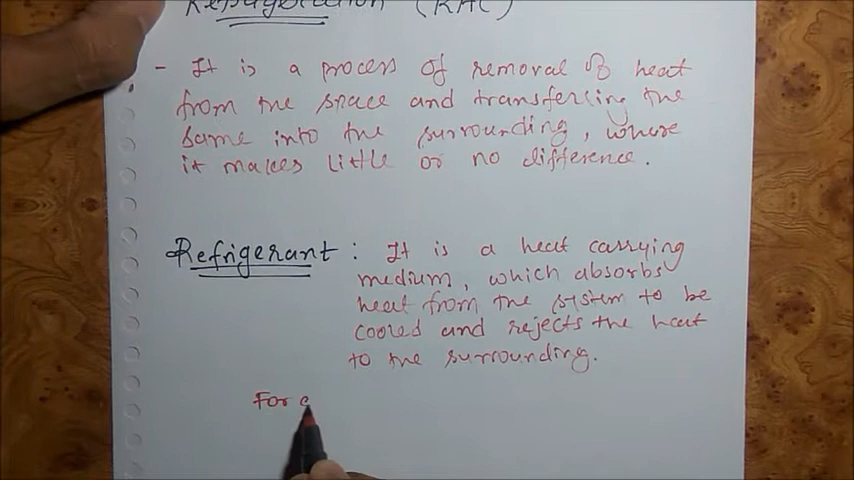 Refrigeration (RAC)
- It is a process of removal of heat
from the space and transferring the
same into the surrounding, where
it makes little or no difference.
Refrigerant : It is a heat carrying
medium, which absorbs
heat from the system to be
cooled and rejects the heat
to the surrounding.
For e